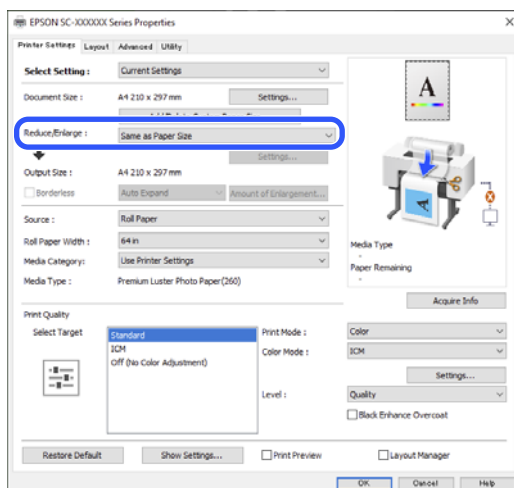 EPSON SC-XXXXXX Series Properties
Printer Settings Layout Advanced Utility
Select Setting : Current Settings
Document Size : A4 210 x 297 mm Settings...
Reduce/Enlarge : Same as Paper Size
Settings...
Output Size : A4 210 x 297 mm
Borderless Auto Expand Amount of Enlargement...
Source : Roll Paper
Roll Paper Width : 64 in
Media Category: Use Printer Settings
Media Type : Premium Luster Photo Paper(260)
A
Media Type
-
Paper Remaining
-
Acquire Info
Print Quality
Select Target
Standard
ICM
Off (No Color Adjustment)
Print Mode : Color
Color Mode : ICM
Settings...
Level : Quality
Black Enhance Overcoat
Restore Default Show Settings... Print Preview Layout Manager
OK Cancel Help